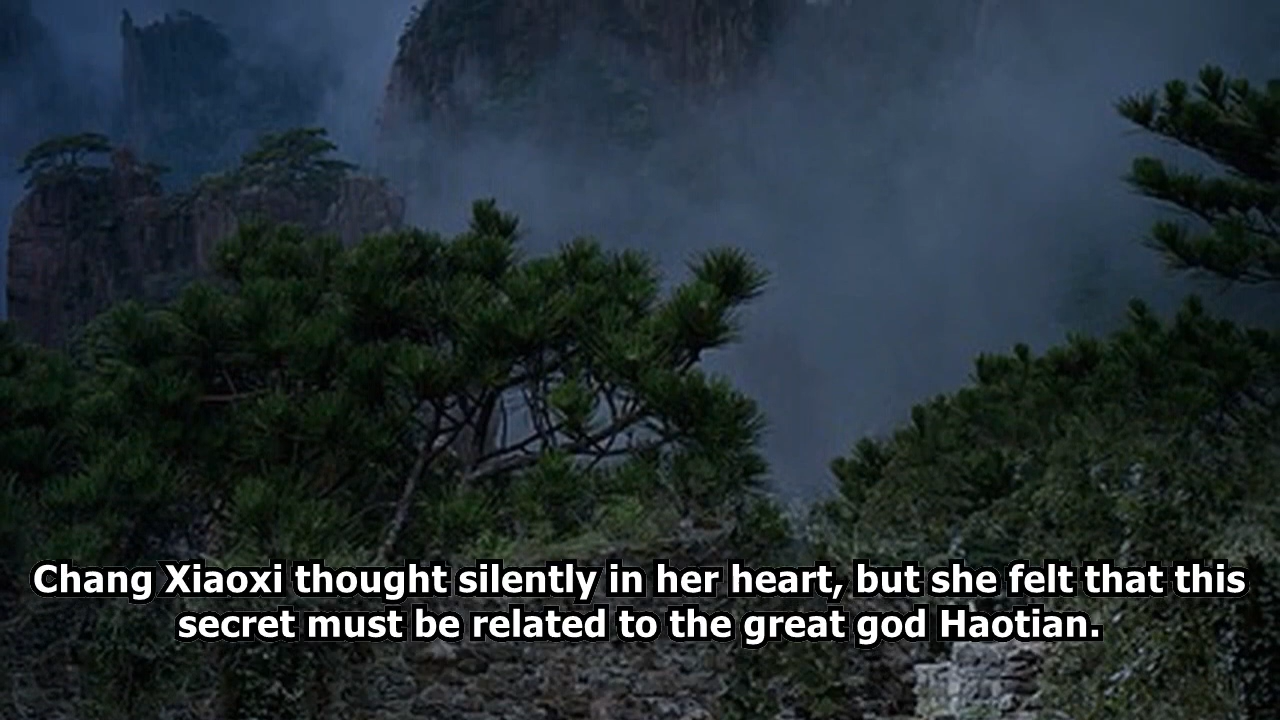 Chang Xiaoxi thought silently in her heart, but she felt that this
secret must be related to the great god Haotian.